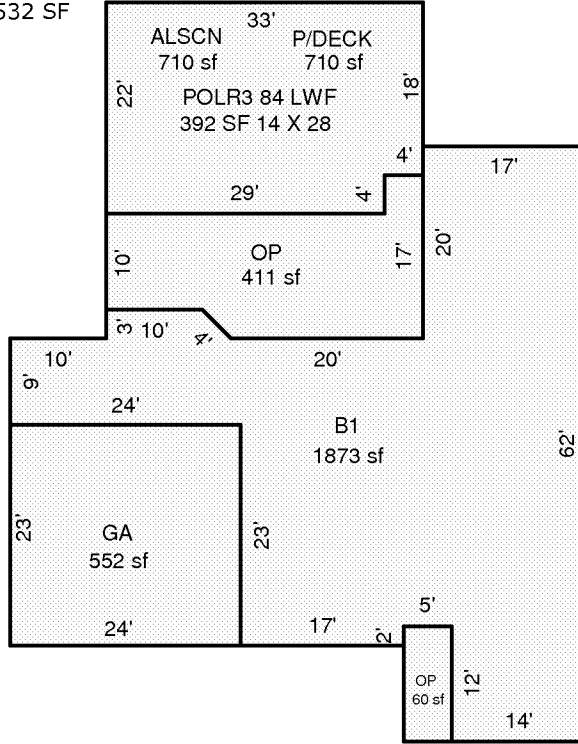 532 SF
33'
ALSCN P/DECK
710 sf 710 sf
22' 18'
POLR3 84 LWF
392 SF 14 X 28
4'
17'
29' 4'
OP
411 sf
10' 17' 20'
3' 10' 4'
10' 20'
9'
24'
B1
1873 sf
62'
23' GA 23'
552 sf
24' 17' 2' 5'
OP
60 sf
12'
14'